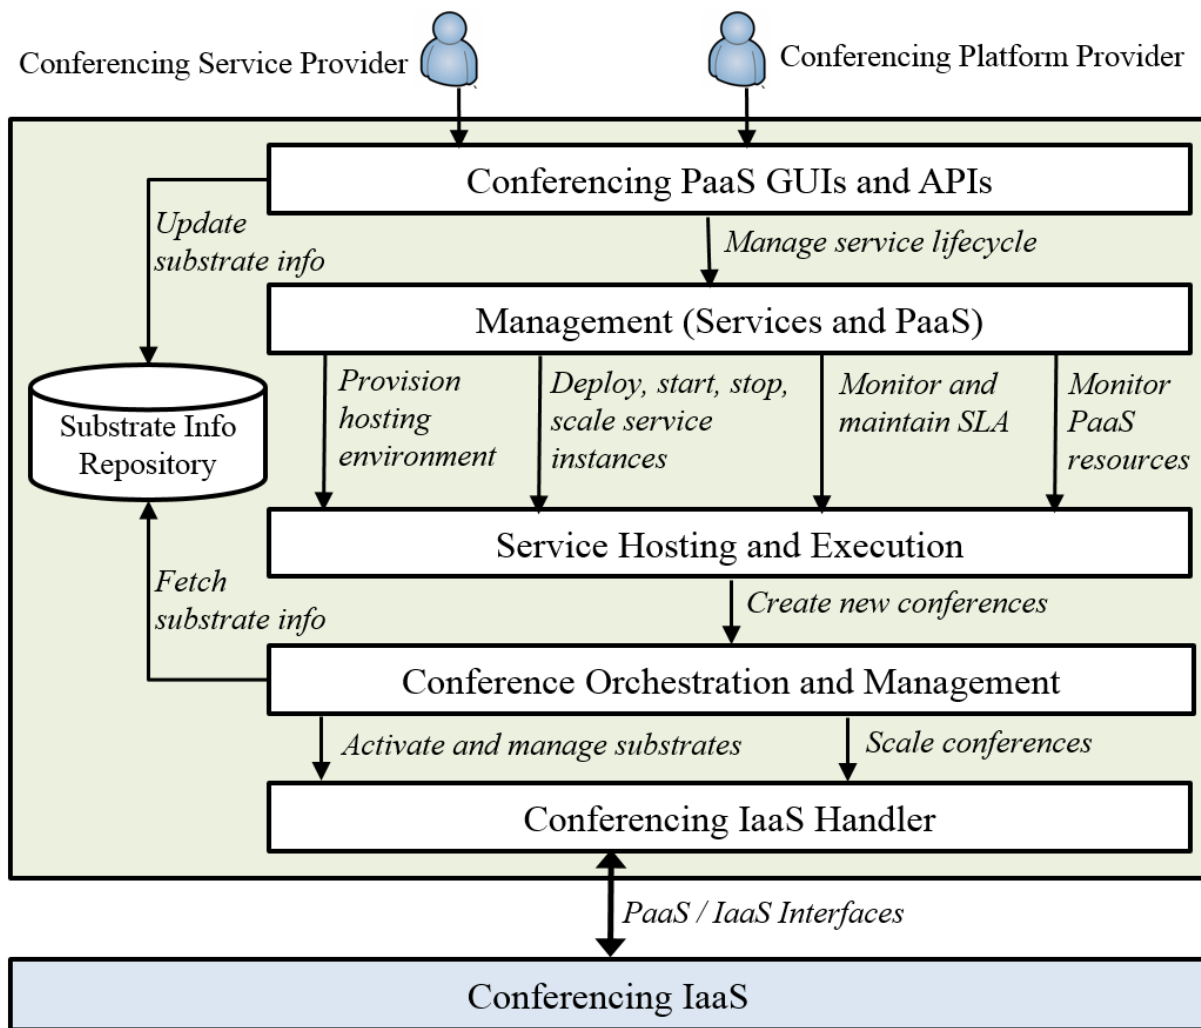 Conferencing Service Provider
Conferencing Platform Provider
Conferencing PaaS GUIs and APIs
Update
substrate info
Manage service lifecycle
Management (Services and PaaS)
Provision
hosting
environment
Deploy, start, stop,
scale service
instances
Monitor and
maintain SLA
Monitor
PaaS
resources
Substrate Info
Repository
Service Hosting and Execution
Fetch
substrate info
Create new conferences
Conference Orchestration and Management
Activate and manage substrates
Scale conferences
Conferencing IaaS Handler
PaaS / IaaS Interfaces
Conferencing IaaS